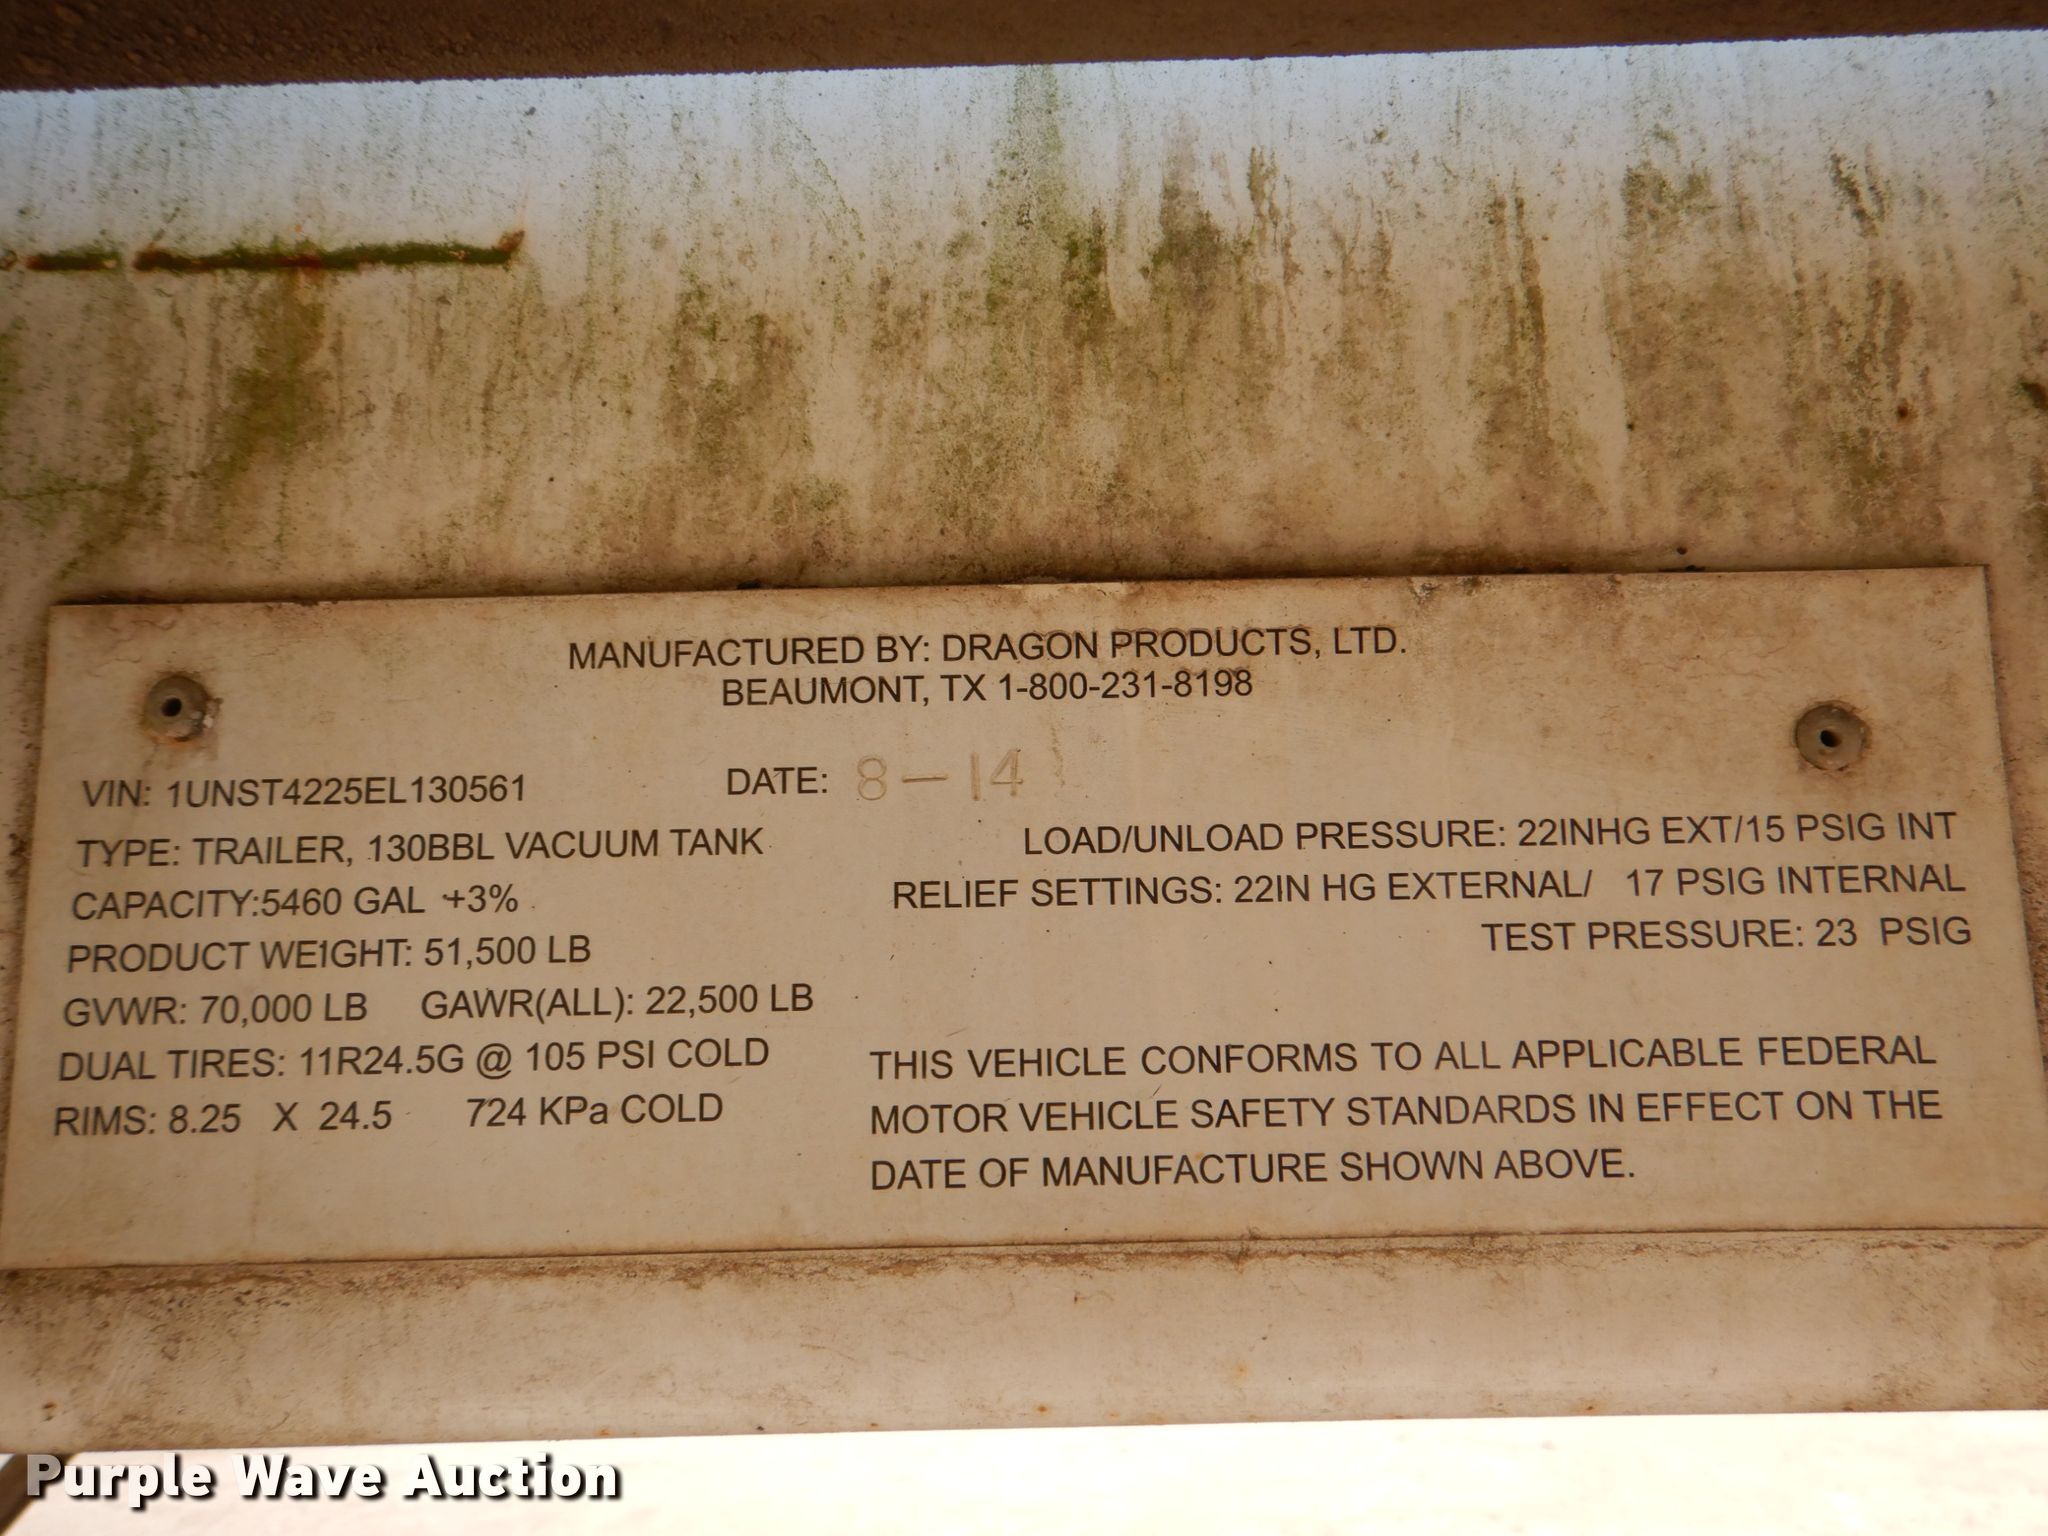 MANUFACTURED BY: DRAGON PRODUCTS, LTD.
BEAUMONT, TX 1-800-231-8198
VIN: 1UNST4225EL130561 DATE: 8-14
TYPE: TRAILER, 130BBL VACUUM TANK
CAPACITY:5460 GAL +3%
PRODUCT WEIGHT: 51,500 LB
GVWR: 70,000 LB GAWR(ALL): 22,500 LB
DUAL TIRES: 11R24.5G @ 105 PSI COLD
RIMS: 8.25 X 24.5 724 KPa COLD
LOAD/UNLOAD PRESSURE: 22INHG EXT/15 PSIG INT
RELIEF SETTINGS: 22IN HG EXTERNAL/ 17 PSIG INTERNAL
TEST PRESSURE: 23 PSIG
THIS VEHICLE CONFORMS TO ALL APPLICABLE FEDERAL
MOTOR VEHICLE SAFETY STANDARDS IN EFFECT ON THE
DATE OF MANUFACTURE SHOWN ABOVE.
Purple Wave Auction